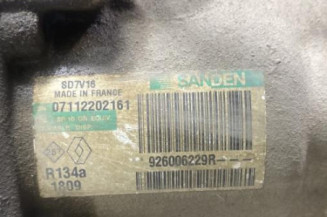 SD7V16
MADE IN FRANCE
SANDEN
07112202161
926006229R----
R134a
1809